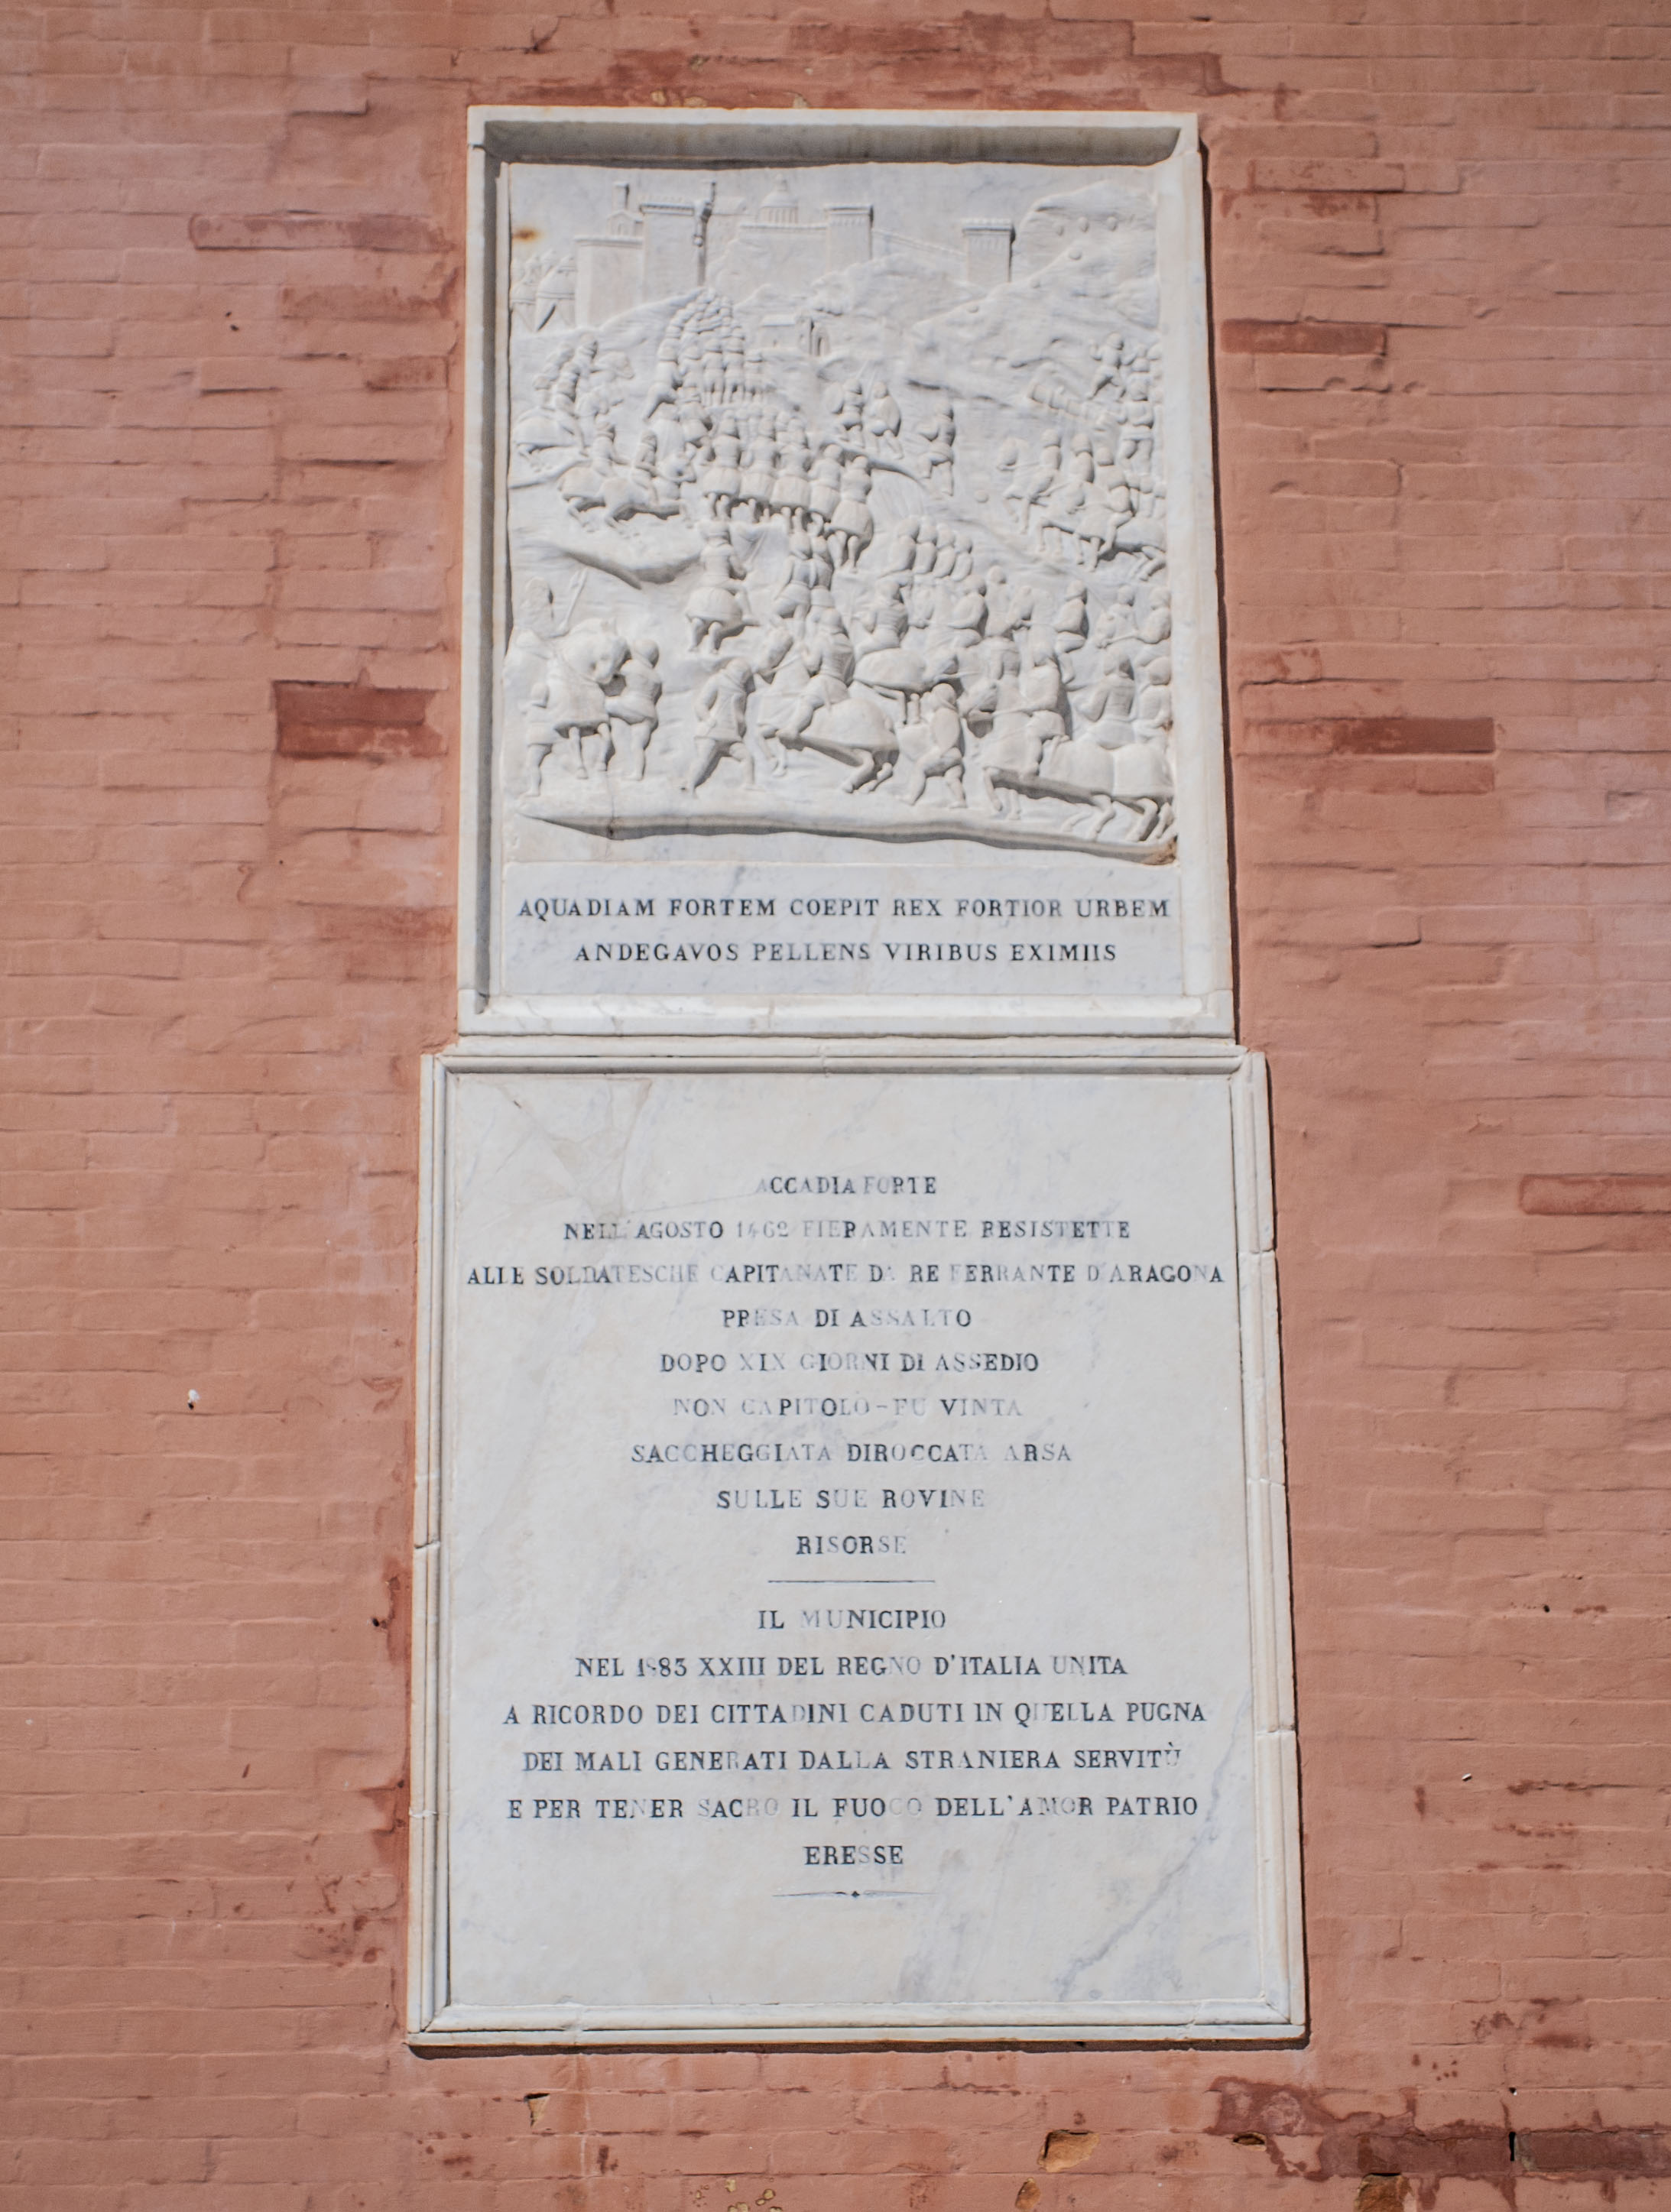 AQUADIAM FORTEM COEPIT REX FORTIOR URBEM
ANDEGAVOS PELLENS VIRIBUS EXIMIIS
ACCADIA FORTE
NELL'AGOSTO 1462 FIERAMENTE RESISTETTE
ALLE SOLDATESCHE CAPITANATE DA RE FERRANTE D'ARAGONA
PRESA DI ASSALTO
DOPO XIX GIORNI DI ASSEDIO
NON CAPITOLO-FU VINTA
SACCHEGGIATA DIROCCATA ARSA
SULLE SUE ROVINE
RISORSE
IL MUNICIPIO
NEL 1883 XXIII DEL REGNO D'ITALIA UNITA
A RICORDO DEI CITTADINI CADUTI IN QUELLA PUGNA
DEI MALI GENERATI DALLA STRANIERA SERVITÙ
E PER TENER SACRO IL FUOCO DELL'AMOR PATRIO
ERESSE